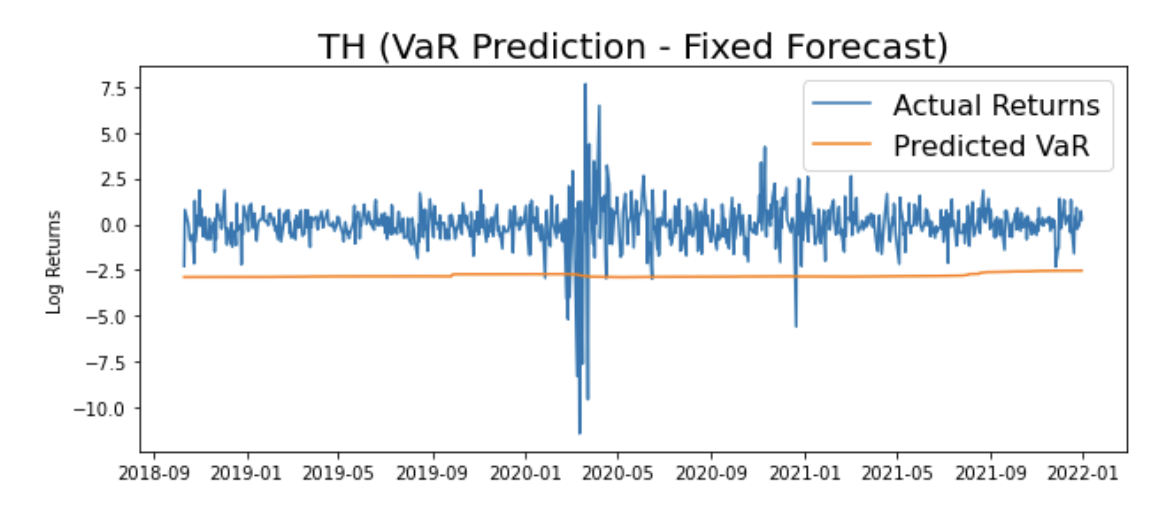 TH (VaR Prediction - Fixed Forecast)
Actual Returns
Predicted VaR
Log Returns
7.5
5.0
2.5
0.0
−2.5
−5.0
−7.5
−10.0
2018-09 2019-01 2019-05 2019-09 2020-01 2020-05 2020-09 2021-01 2021-05 2021-09 2022-01